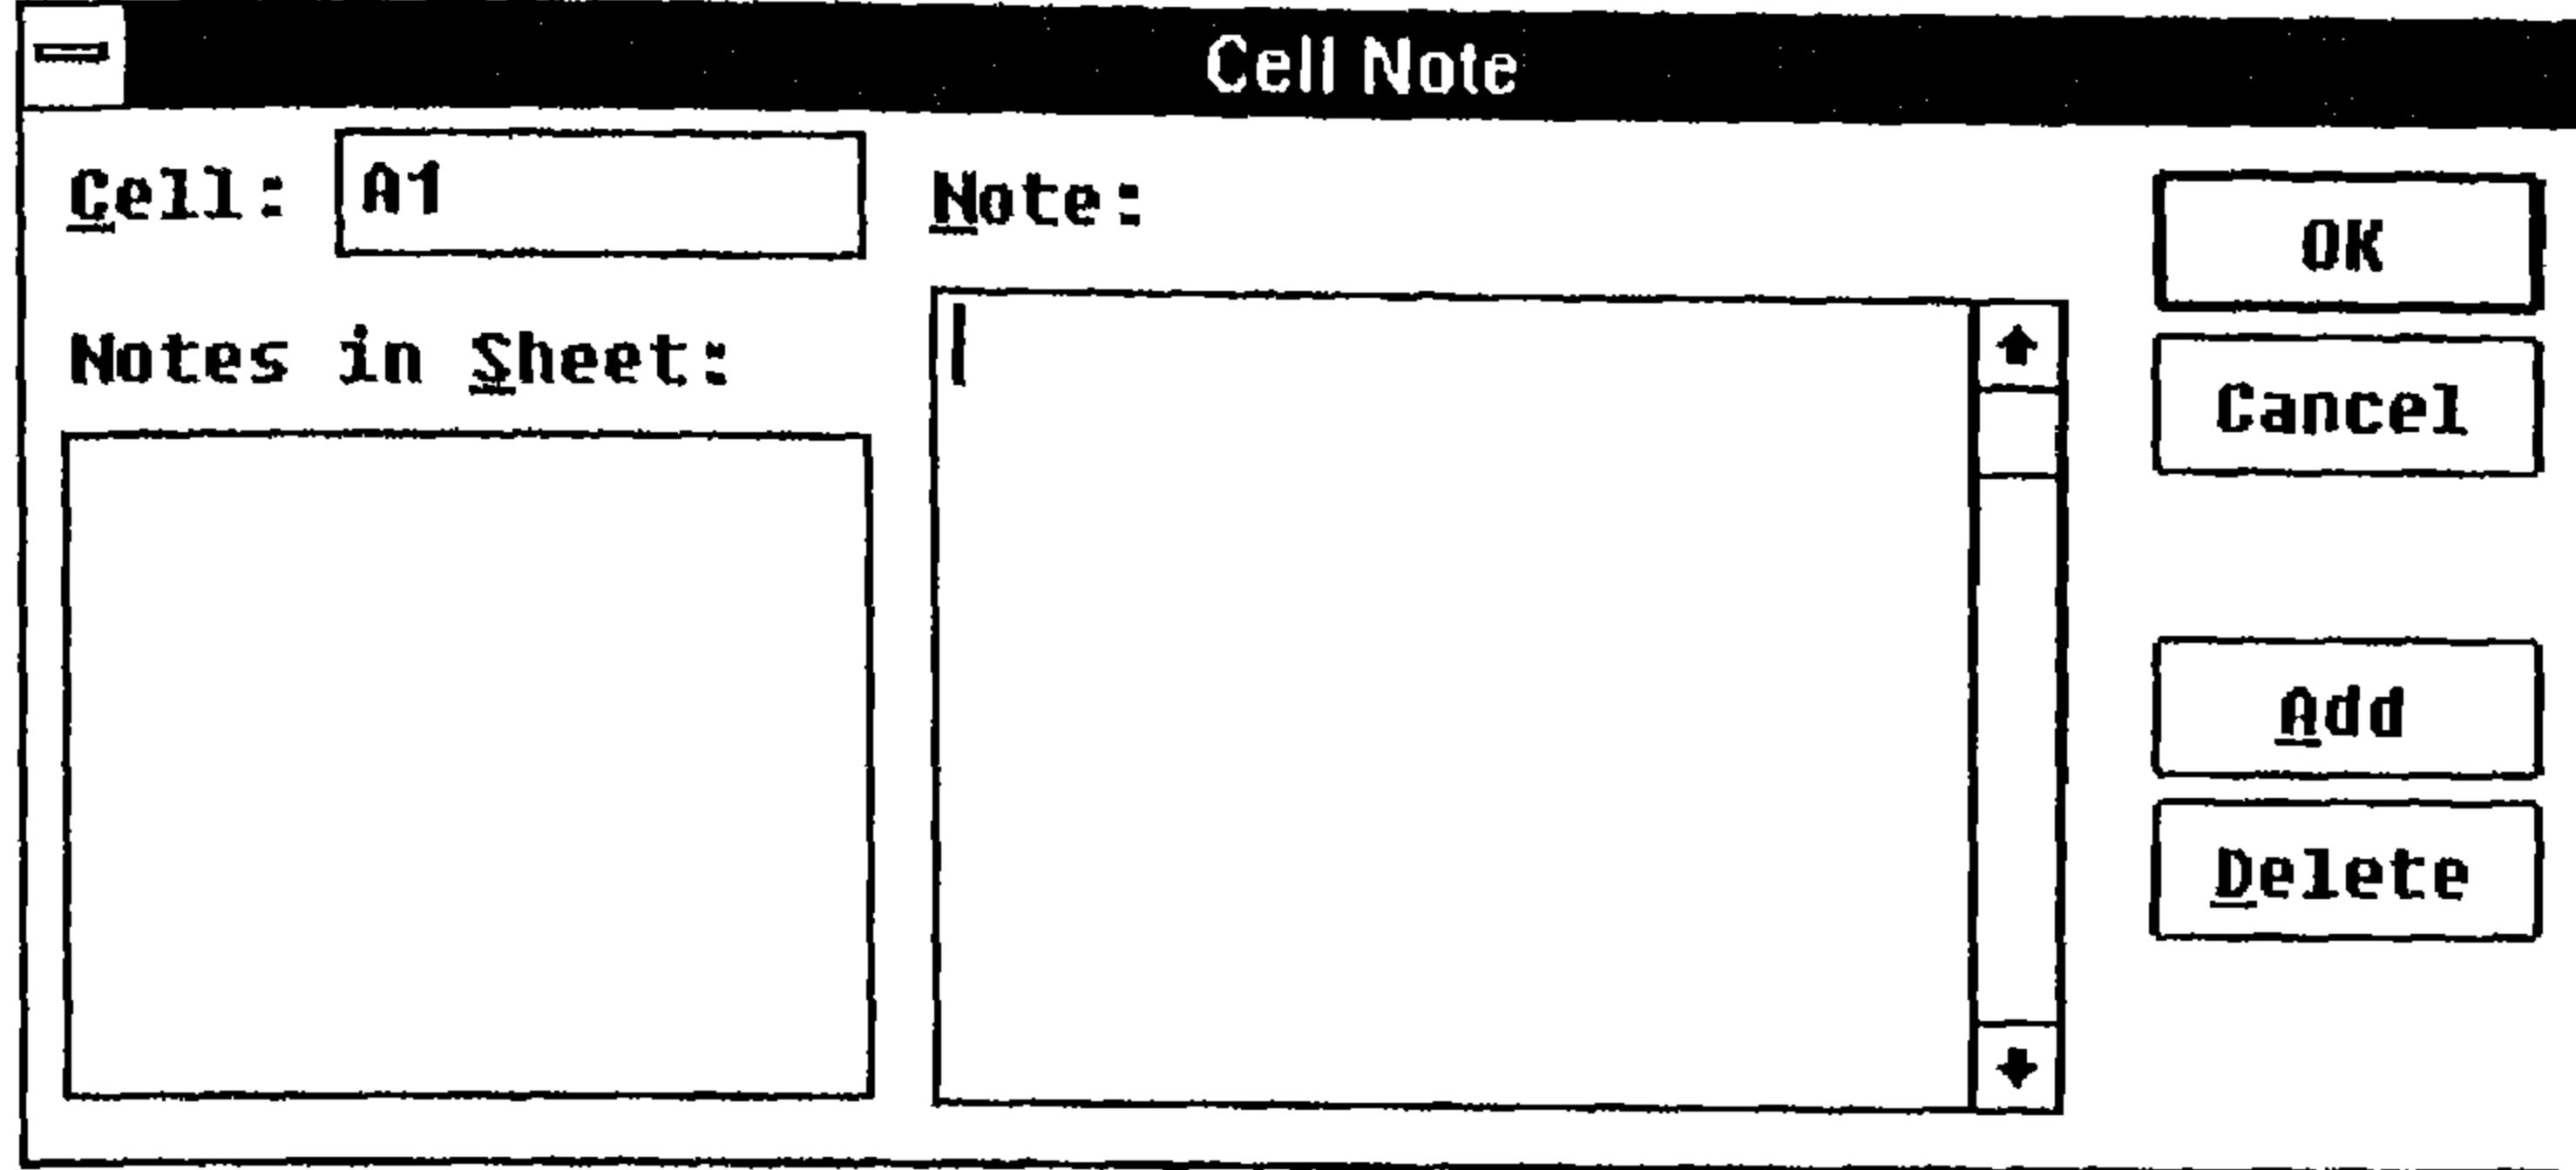 Cell Note
Cell: A1
Note:
OK
Notes in Sheet:
Cancel
Add
Delete